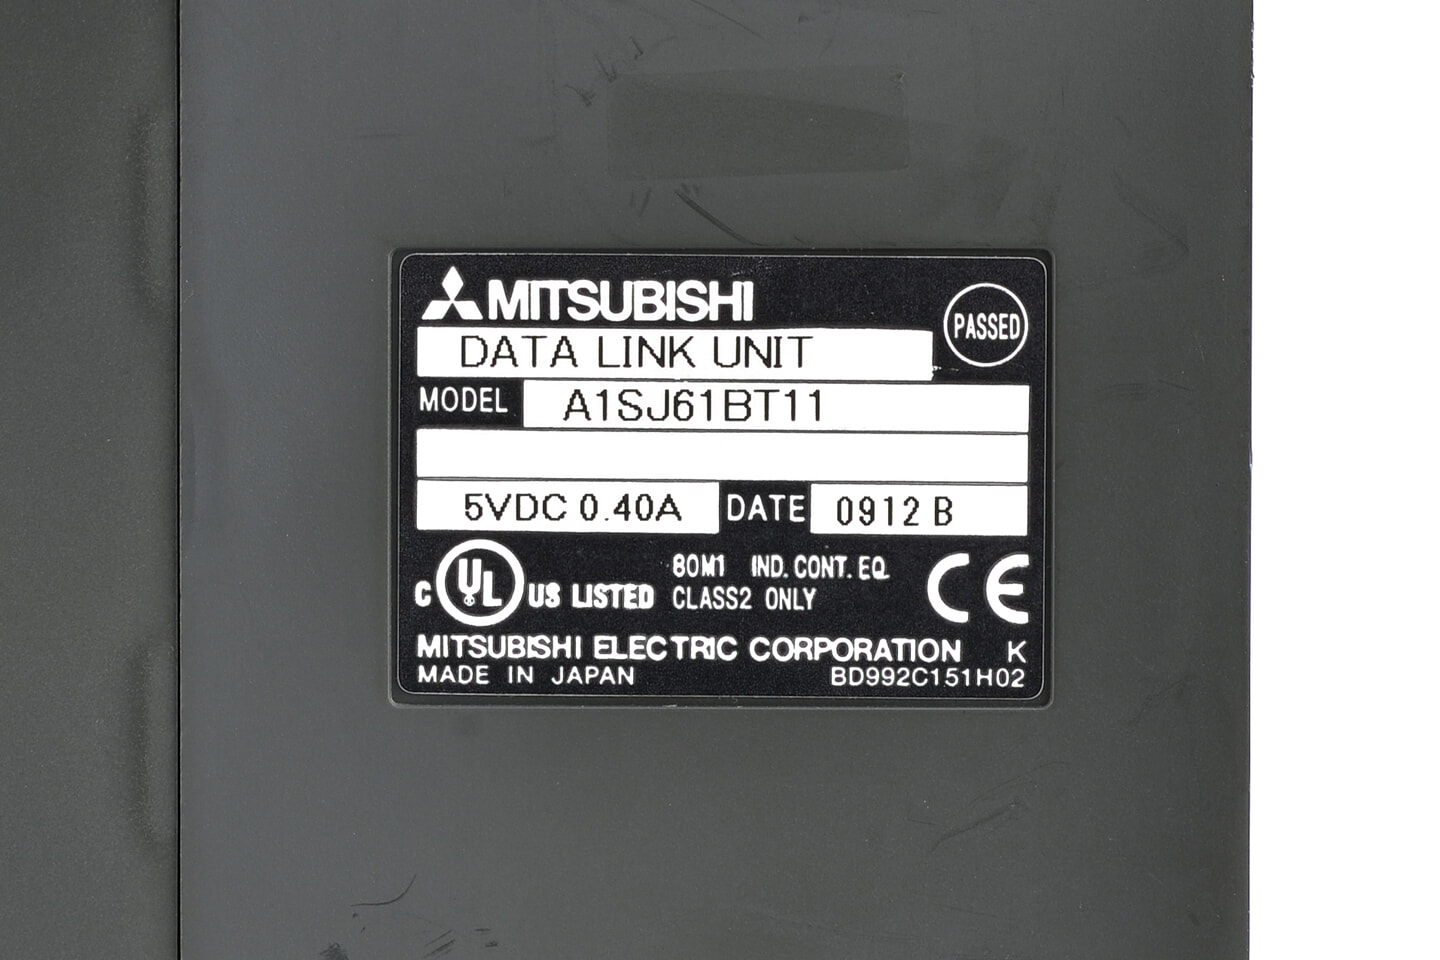 MITSUBISHI
PASSED
DATA LINK UNIT
MODEL A1SJ61BT11
5VDC 0.40A DATE 0912 B
C UL US LISTED 80M1 IND. CONT. EQ.
CLASS2 ONLY
CE
MITSUBISHI ELECTRIC CORPORATION K
MADE IN JAPAN BD992C151H02